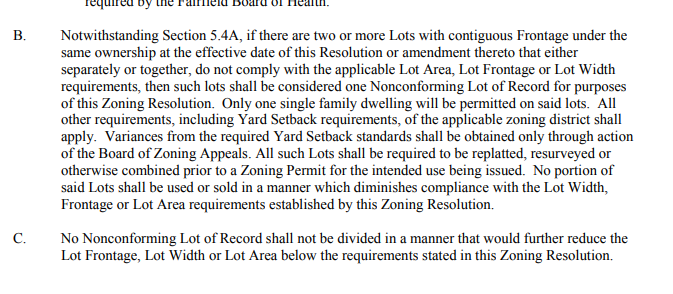 required by the Fairfield Board of Health.
B. Notwithstanding Section 5.4A, if there are two or more Lots with contiguous Frontage under the
same ownership at the effective date of this Resolution or amendment thereto that either
separately or together, do not comply with the applicable Lot Area, Lot Frontage or Lot Width
requirements, then such lots shall be considered one Nonconforming Lot of Record for purposes
of this Zoning Resolution. Only one single family dwelling will be permitted on said lots. All
other requirements, including Yard Setback requirements, of the applicable zoning district shall
apply. Variances from the required Yard Setback standards shall be obtained only through action
of the Board of Zoning Appeals. All such Lots shall be required to be replatted, resurveyed or
otherwise combined prior to a Zoning Permit for the intended use being issued. No portion of
said Lots shall be used or sold in a manner which diminishes compliance with the Lot Width,
Frontage or Lot Area requirements established by this Zoning Resolution.
C. No Nonconforming Lot of Record shall not be divided in a manner that would further reduce the
Lot Frontage, Lot Width or Lot Area below the requirements stated in this Zoning Resolution.